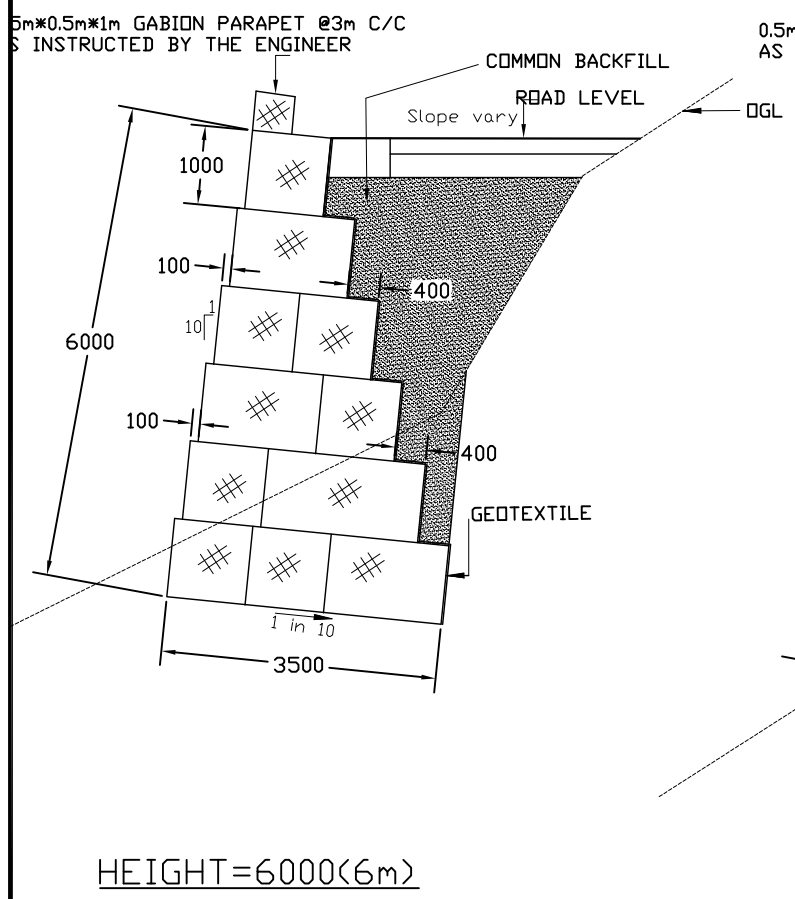 5m*0.5m*1m GABION PARAPET @3m C/C
S INSTRUCTED BY THE ENGINEER
0.5m
AS
COMMON BACKFILL
ROAD LEVEL
Slope vary
OGL
1000
100
400
1
10
6000
100
400
GEOTEXTILE
1 in 10
3500
HEIGHT=6000(6m)